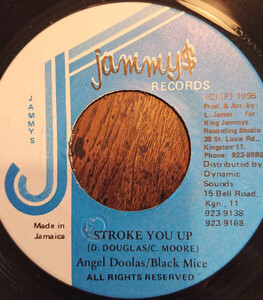 jammy$
RECORDS
JAMMYS
(C) (P) 1995
Prod. & Arr. by:
L. James for
King Jammys
Recording Studio
38 St. Lucia Rd.,
Kingston 11.
Phone: 923-8680
Distributed by
Dynamic
Sounds
15 Bell Road,
Kgn., 11
923-9138
923-9168
Made in
Jamaica
STROKE YOU UP
(D. DOUGLAS/C. MOORE)
Angel Doolas/Black Mice
ALL RIGHTS RESERVED